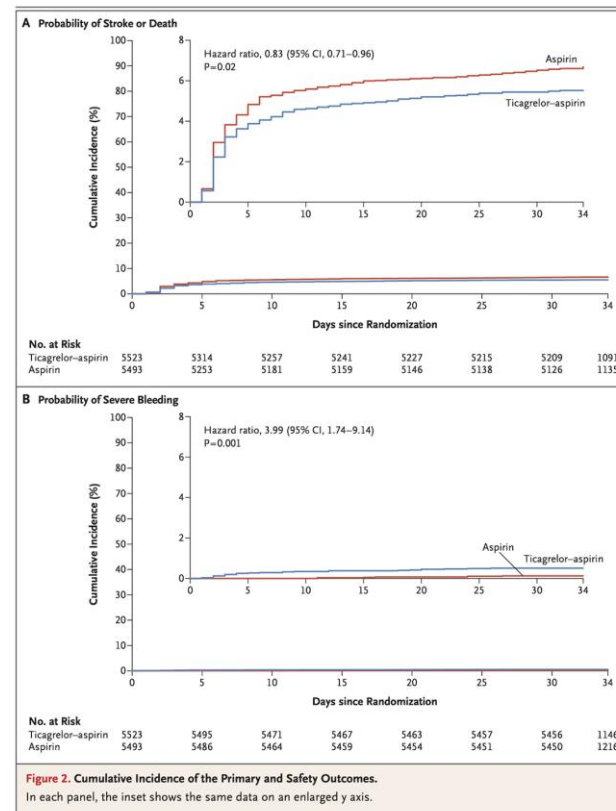 A Probability of Stroke or Death
100
90
80
70
60
50
40
30
20
10
0
Cumulative Incidence (%)
8
6
4
2
0
Hazard ratio, 0.83 (95% CI, 0.71–0.96)
P=0.02
Aspirin
Ticagrelor–aspirin
0 5 10 15 20 25 30 34
0 5 10 15 20 25 30 34
Days since Randomization
No. at Risk
Ticagrelor–aspirin 5523 5314 5257 5241 5227 5215 5209 1091
Aspirin 5493 5253 5181 5159 5146 5138 5126 1135
B Probability of Severe Bleeding
100
90
80
70
60
50
40
30
20
10
0
Cumulative Incidence (%)
8
6
4
2
0
Hazard ratio, 3.99 (95% CI, 1.74–9.14)
P=0.001
Aspirin
Ticagrelor–aspirin
0 5 10 15 20 25 30 34
0 5 10 15 20 25 30 34
Days since Randomization
No. at Risk
Ticagrelor–aspirin 5523 5495 5471 5467 5463 5457 5456 1146
Aspirin 5493 5486 5464 5459 5454 5451 5450 1216
Figure 2. Cumulative Incidence of the Primary and Safety Outcomes.
In each panel, the inset shows the same data on an enlarged y axis.